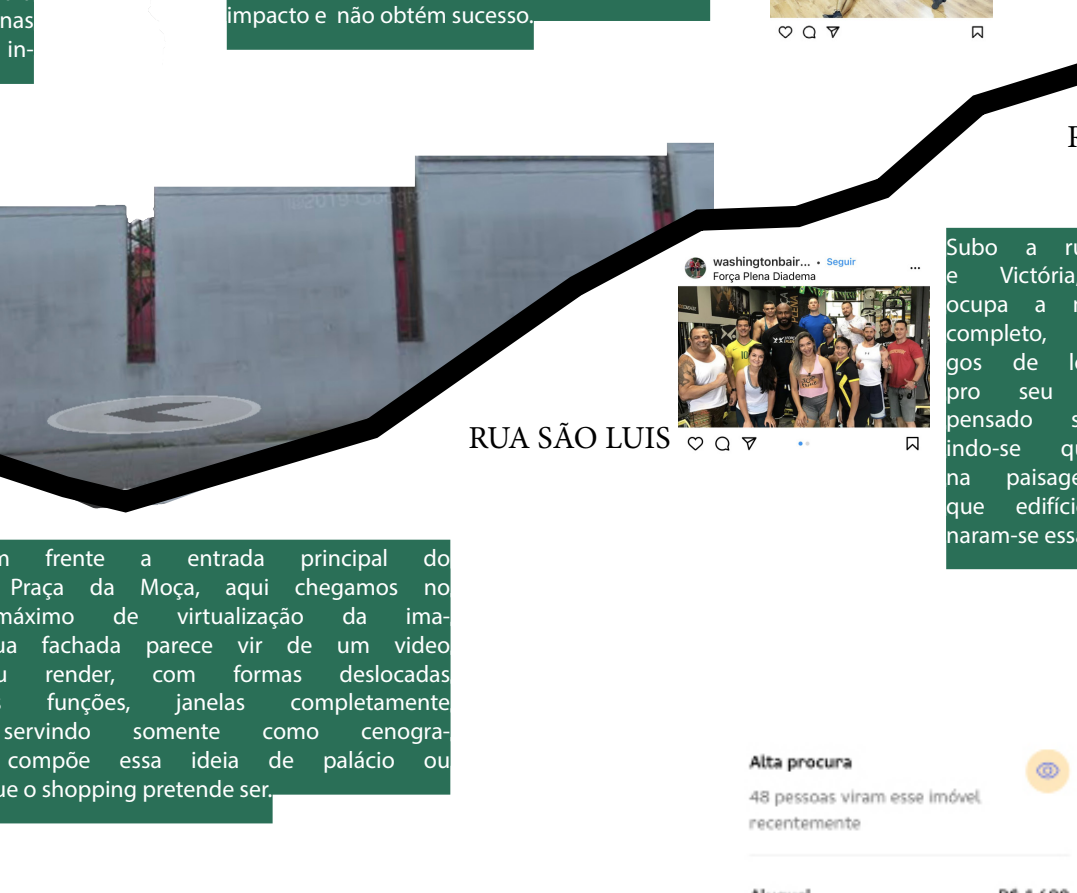 nas
in-
impacto e não obtém sucesso.
©2019 Google
R
washingtonbair... • Seguir
Força Plena Diadema
...
RUA SÃO LUIS
Subo a ru
e Victória,
ocupa a
completo,
gos de
pro seu
pensado s
indo-se qu
na paisage
que edifíci
naram-se essa
frente a entrada principal do
Praça da Moça, aqui chegamos no
máximo de virtualização da ima-
fachada parece vir de um video
render, com formas deslocadas
funções, janelas completamente
servindo somente como cenogra-
compõe essa ideia de palácio ou
ue o shopping pretende ser.
Alta procura
48 pessoas viram esse imóvel
recentemente